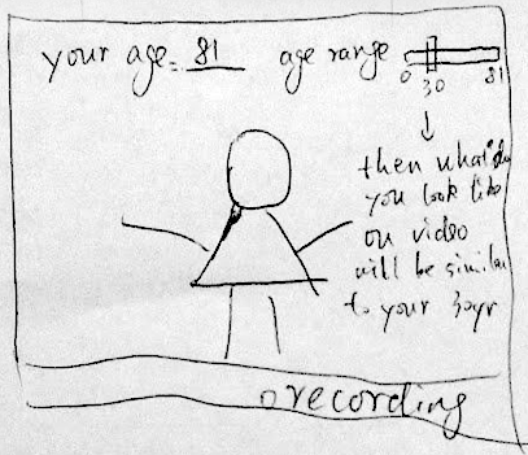 your age = 81 age range
0 30 81
then what do
you look like
on video
will be similar
to your 30yr
recording